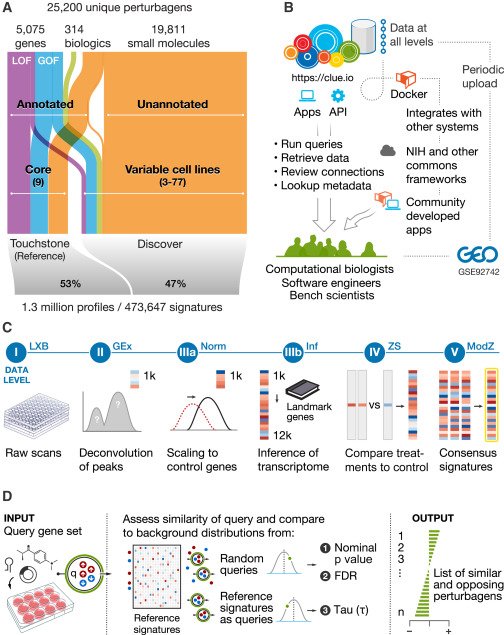 A
25,200 unique perturbagens
5,075 genes
314 biologics
19,811 small molecules
LOF GOF
Annotated
Unannotated
Core (9)
Variable cell lines (3-77)
Touchstone (Reference)
Discover
53%
47%
1.3 million profiles / 473,647 signatures
B
Data at all levels
https://clue.io
Apps
API
• Run queries
• Retrieve data
• Review connections
• Lookup metadata
Docker
Periodic upload
Integrates with other systems
NIH and other commons frameworks
Community developed apps
Computational biologists
Software engineers
Bench scientists
GEO
GSE92742
C
DATA LEVEL
I LXB
II GEx
IIIa Norm
IIIb Inf
IV ZS
V ModZ
1k
1k
1k
12k
Landmark genes
? ?
VS
Raw scans
Deconvolution of peaks
Scaling to control genes
Inference of transcriptome
Compare treat-
ments to control
Consensus signatures
D
INPUT
Query gene set
q
Assess similarity of query and compare
to background distributions from:
Reference signatures
Random queries
Reference signatures as queries
1 Nominal p value
2 FDR
3 Tau (τ)
OUTPUT
1
2
3
⋮
n
List of similar and opposing perturbagens
− +